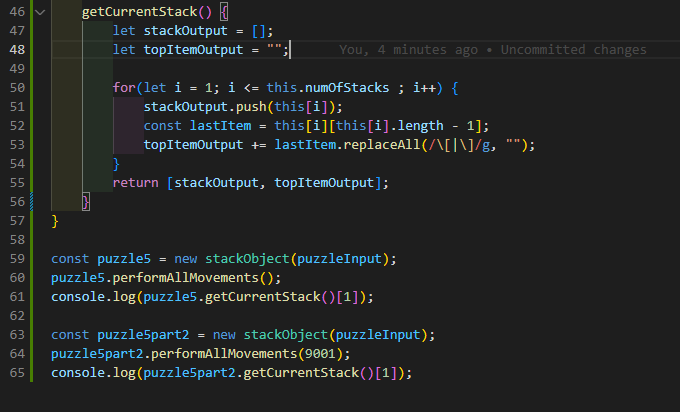 46 getCurrentStack() {
47 let stackOutput = [];
48 let topItemOutput = ""; You, 4 minutes ago • Uncommitted changes
49
50 for(let i = 1; i <= this.numOfStacks ; i++) {
51 stackOutput.push(this[i]);
52 const lastItem = this[i][this[i].length - 1];
53 topItemOutput += lastItem.replaceAll(/\[|\]/g, "");
54 }
55 return [stackOutput, topItemOutput];
56 }
57 }
58
59 const puzzle5 = new stackObject(puzzleInput);
60 puzzle5.performAllMovements();
61 console.log(puzzle5.getCurrentStack()[1]);
62
63 const puzzle5part2 = new stackObject(puzzleInput);
64 puzzle5part2.performAllMovements(9001);
65 console.log(puzzle5part2.getCurrentStack()[1]);